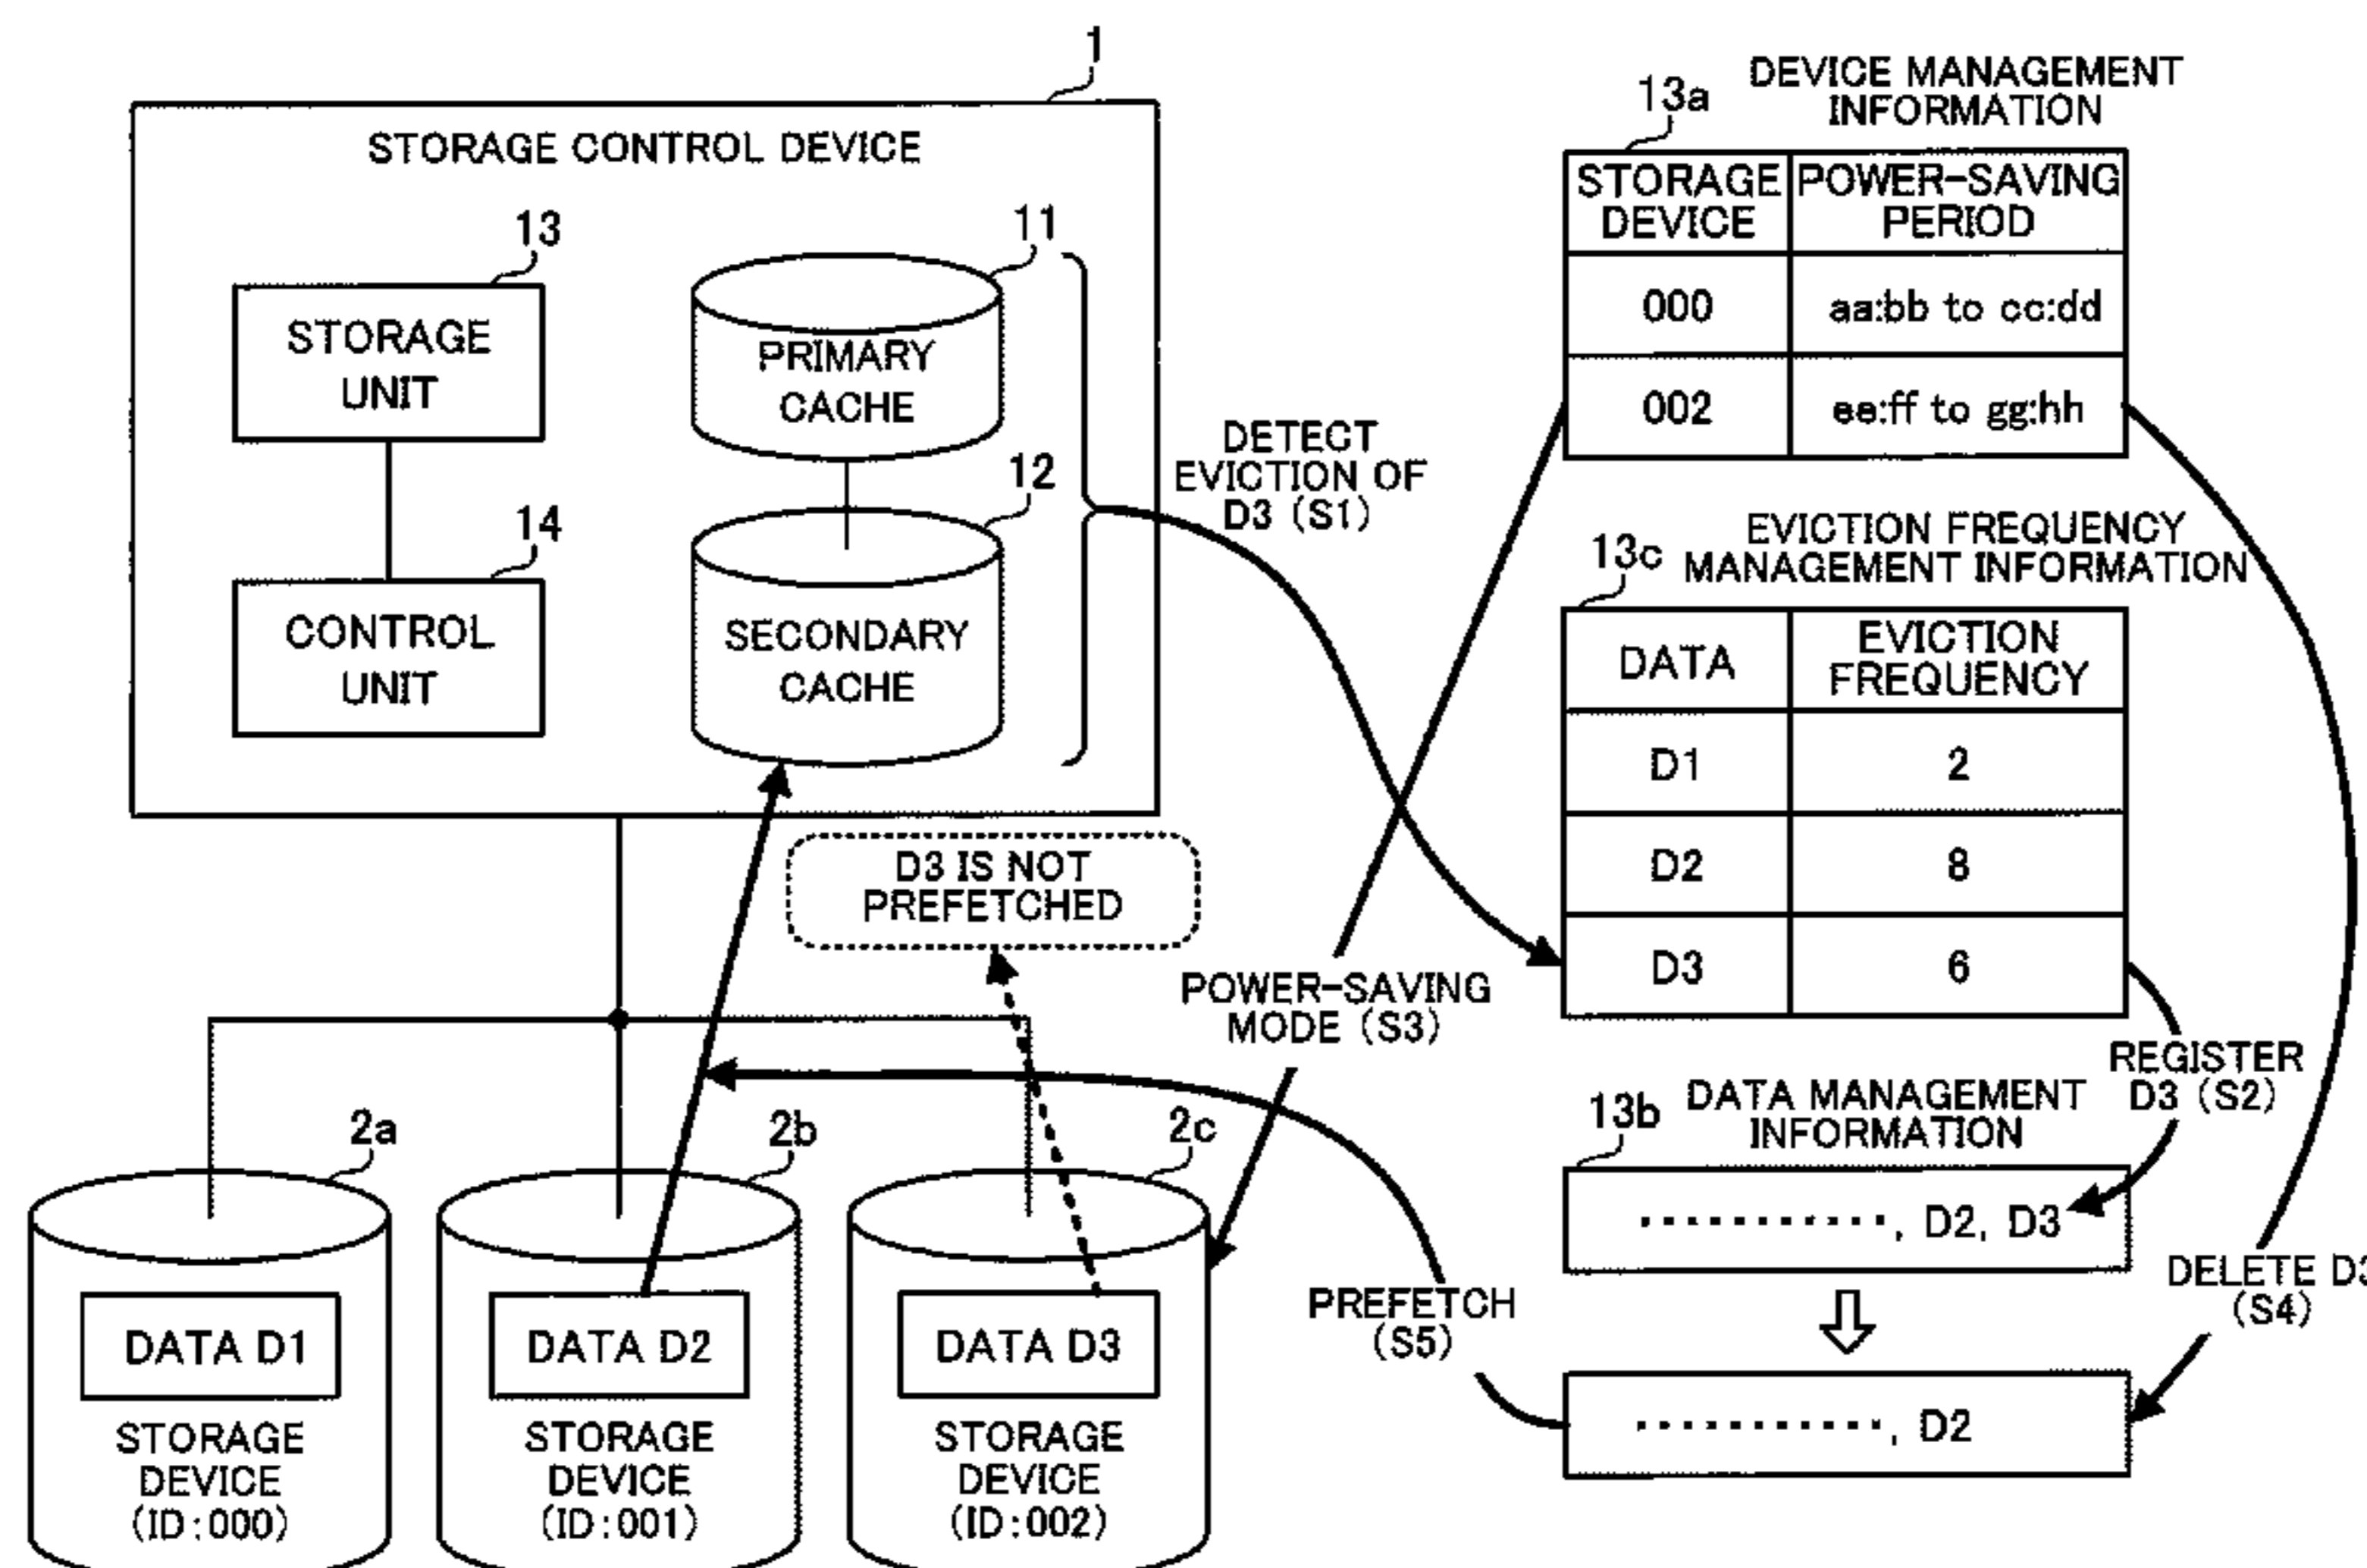 1
STORAGE CONTROL DEVICE
13
STORAGE
UNIT
14
CONTROL
UNIT
11
PRIMARY
CACHE
12
SECONDARY
CACHE
DETECT
EVICTION OF
D3 (S1)
DEVICE MANAGEMENT
INFORMATION
13a
STORAGE DEVICE POWER-SAVING PERIOD
000 aa:bb to cc:dd
002 ee:ff to gg:hh
EVICTION FREQUENCY
MANAGEMENT INFORMATION
13c
DATA EVICTION FREQUENCY
D1 2
D2 8
D3 6
D3 IS NOT
PREFETCHED
POWER-SAVING
MODE (S3)
REGISTER
D3 (S2)
DATA MANAGEMENT
INFORMATION
13b
···········, D2, D3
DELETE D3
(S4)
···········, D2
PREFETCH
(S5)
2a
DATA D1
STORAGE
DEVICE
(ID:000)
2b
DATA D2
STORAGE
DEVICE
(ID:001)
2c
DATA D3
STORAGE
DEVICE
(ID:002)